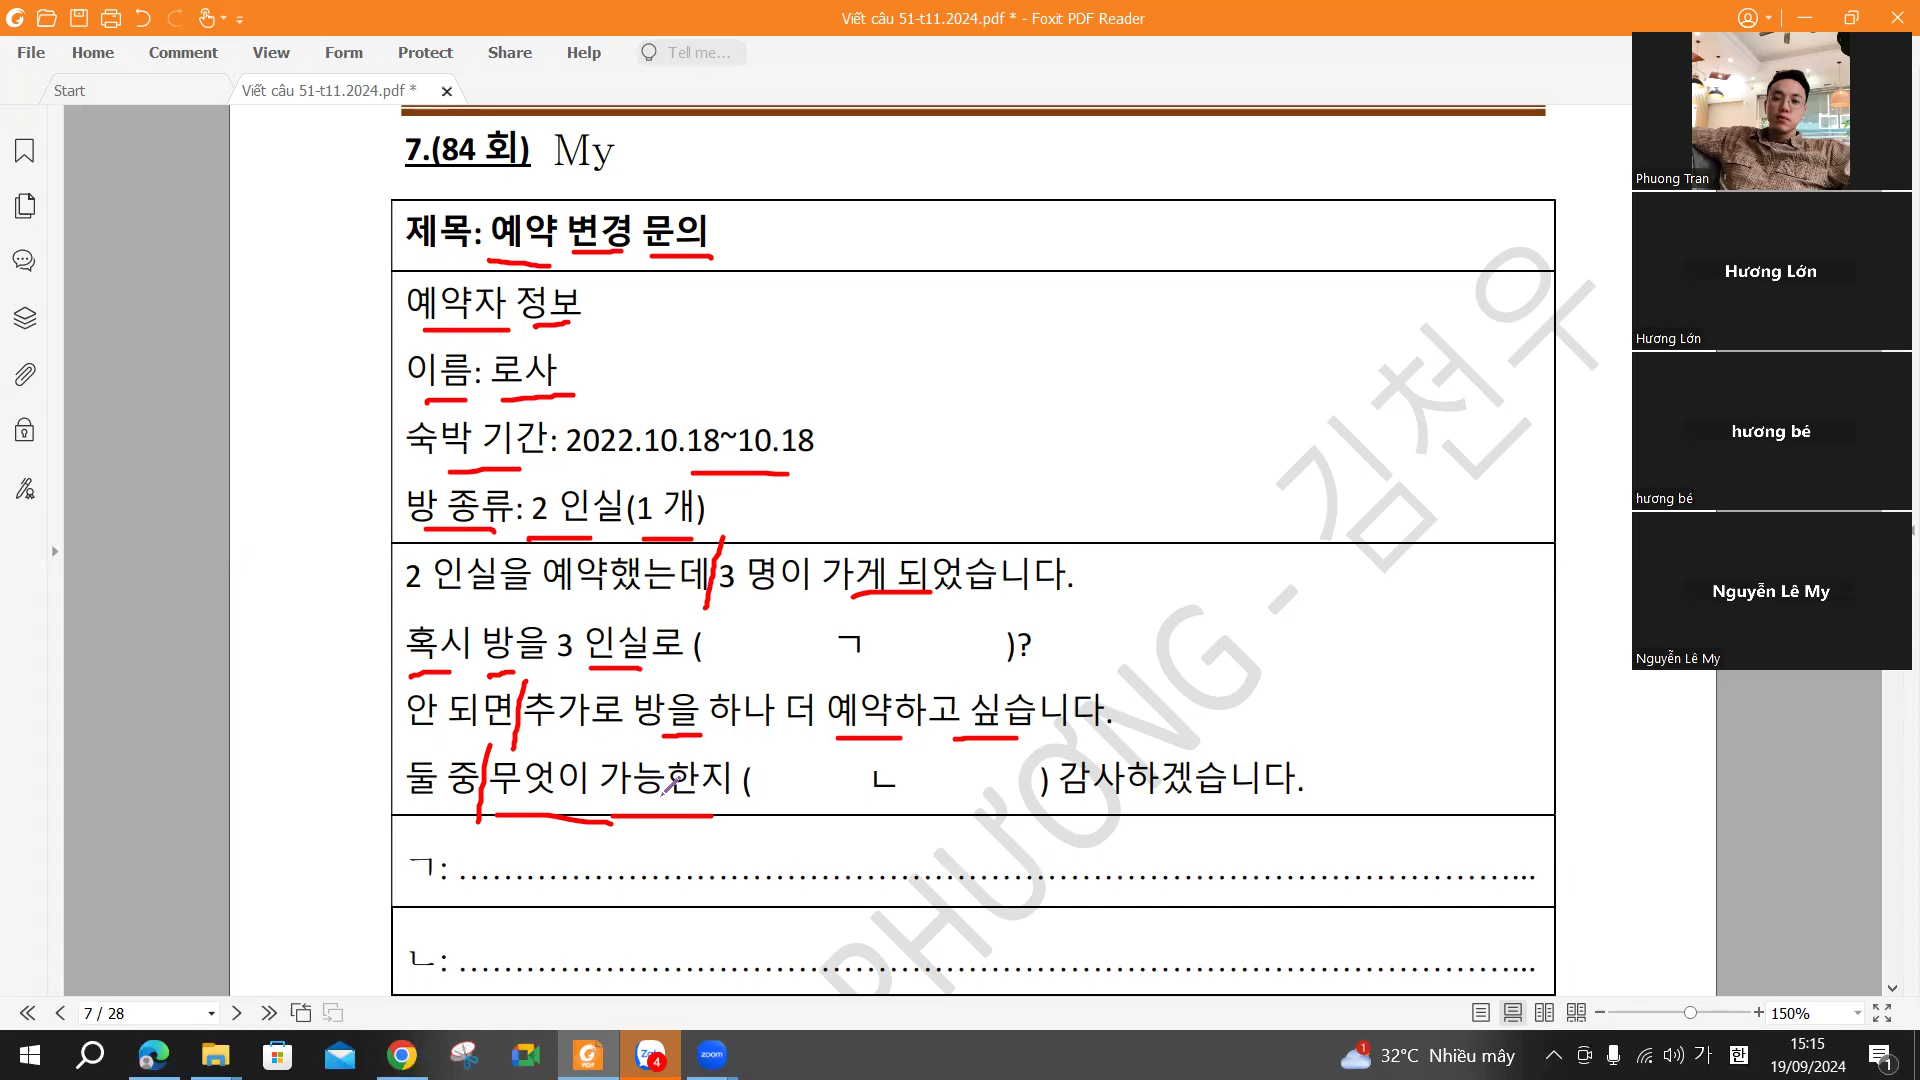 Viết câu 51-t11.2024.pdf * - Foxit PDF Reader
File Home Comment View Form Protect Share Help Tell me...
Start
Viết câu 51-t11.2024.pdf *
7.(84 회) My
제목: 예약 변경 문의
예약자 정보
이름: 로사
숙박 기간: 2022.10.18~10.18
방 종류: 2 인실(1 개)
2 인실을 예약했는데 3 명이 가게 되었습니다.
혹시 방을 3 인실로 ( ㄱ )?
안 되면 추가로 방을 하나 더 예약하고 싶습니다.
둘 중 무엇이 가능한지 ( ㄴ ) 감사하겠습니다.
ㄱ: ...................................................
ㄴ: ...................................................
PHƯƠNG - 김천우
Phuong Tran
Hương Lớn
Hương Lớn
hương bé
hương bé
Nguyễn Lê My
Nguyễn Lê My
7 / 28
150%
PDF
Zalo
4
zoom
1
32°C Nhiều mây
가
한
15:15
19/09/2024
1